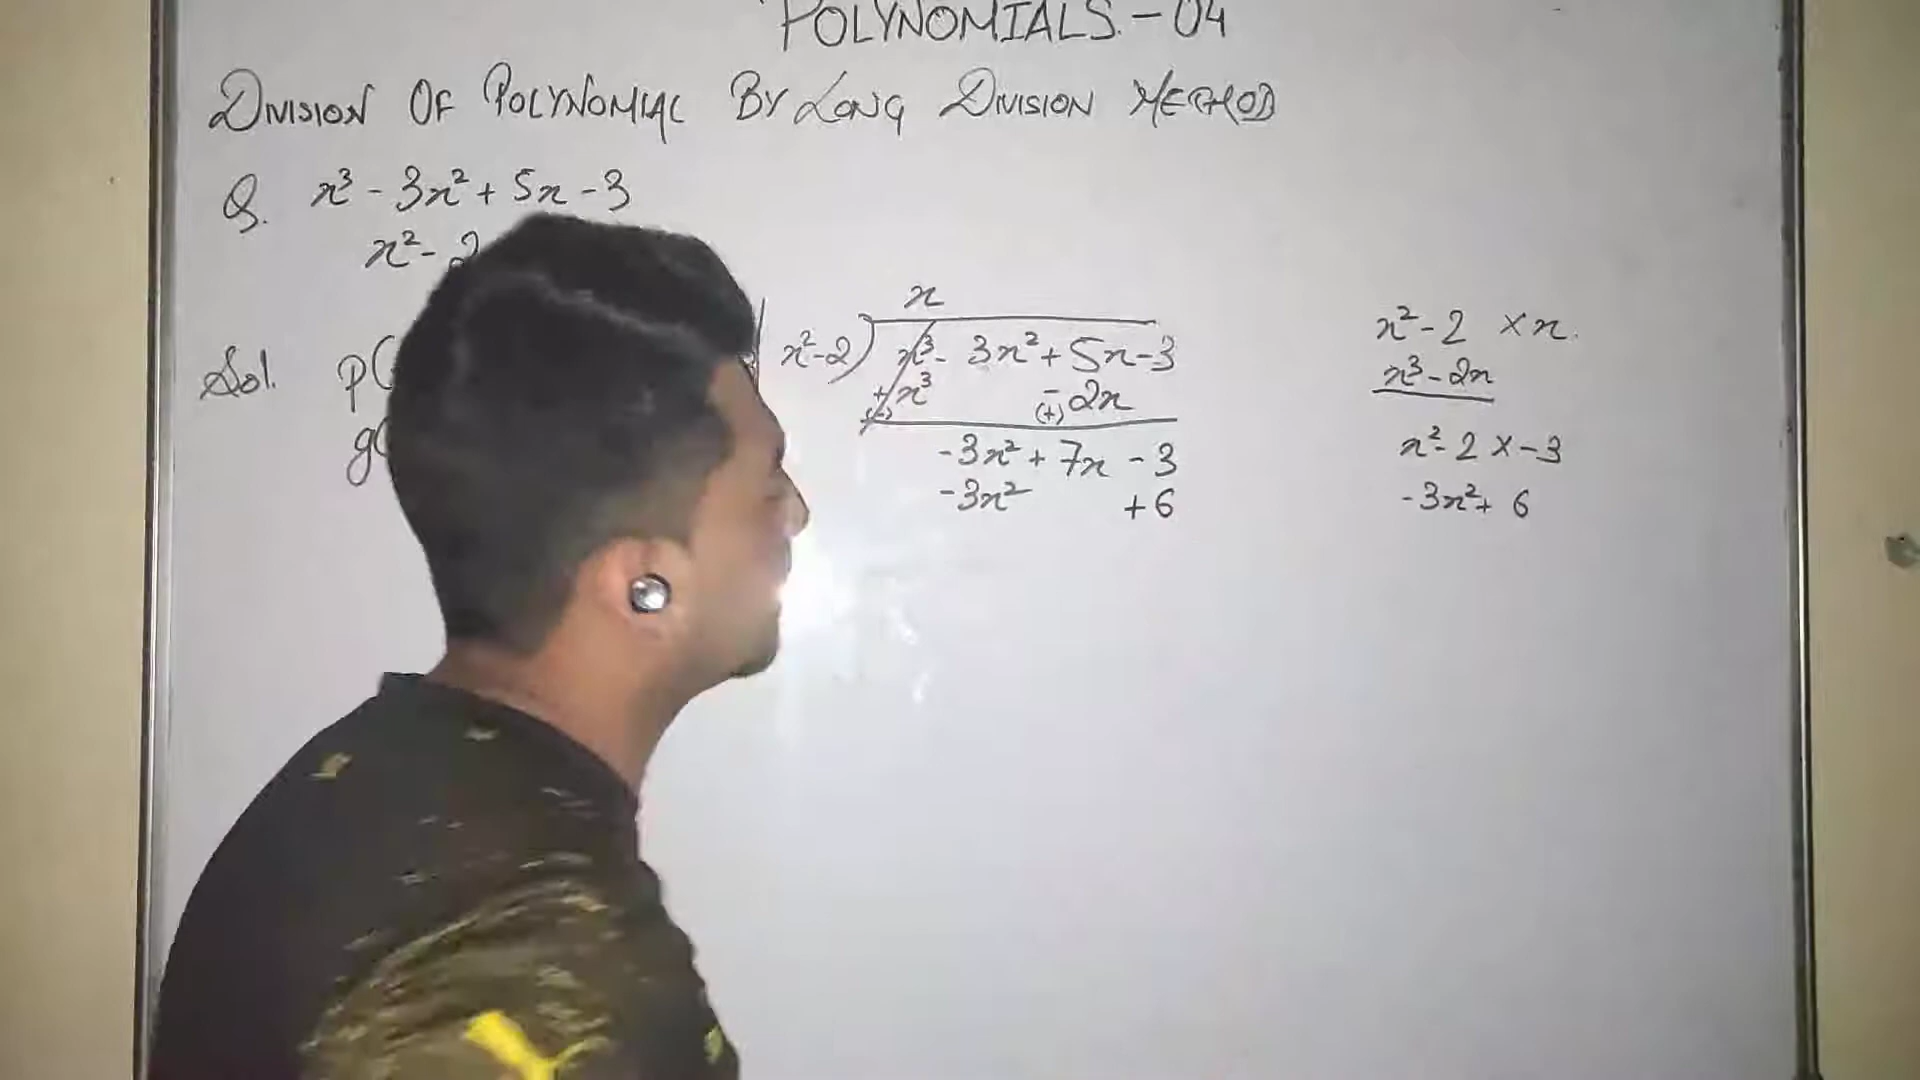 POLYNOMIALS - 04
DIVISION OF POLYNOMIAL BY LONG DIVISION METHOD
Q. x³ - 3x² + 5x - 3
x² - 2
Sol. p(
g(
x
x²-2) x³ - 3x² + 5x - 3
+ x³ - 2x
(-) (+)
-3x² + 7x - 3
-3x² + 6
x² - 2 × x.
x³ - 2x
x² - 2 × -3
-3x² + 6